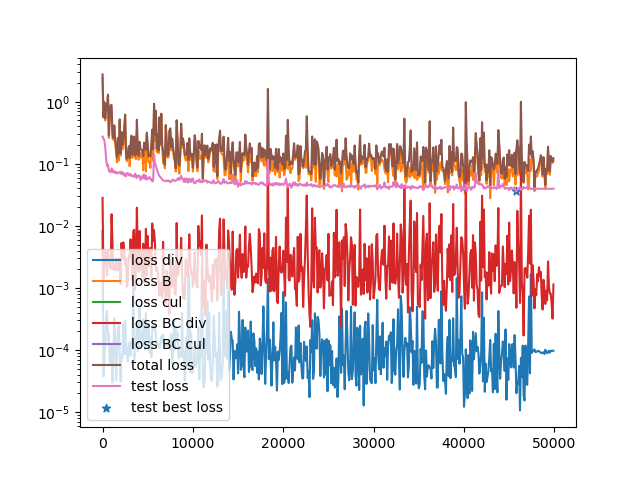 10⁰
10⁻¹
10⁻²
10⁻³
10⁻⁴
10⁻⁵
loss div
loss B
loss cul
loss BC div
loss BC cul
total loss
test loss
test best loss
0 10000 20000 30000 40000 50000